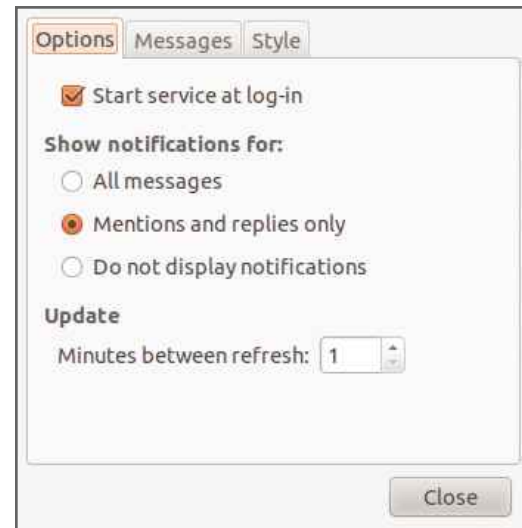 Options Messages Style
Start service at log-in
Show notifications for:
All messages
Mentions and replies only
Do not display notifications
Update
Minutes between refresh: 1
Close